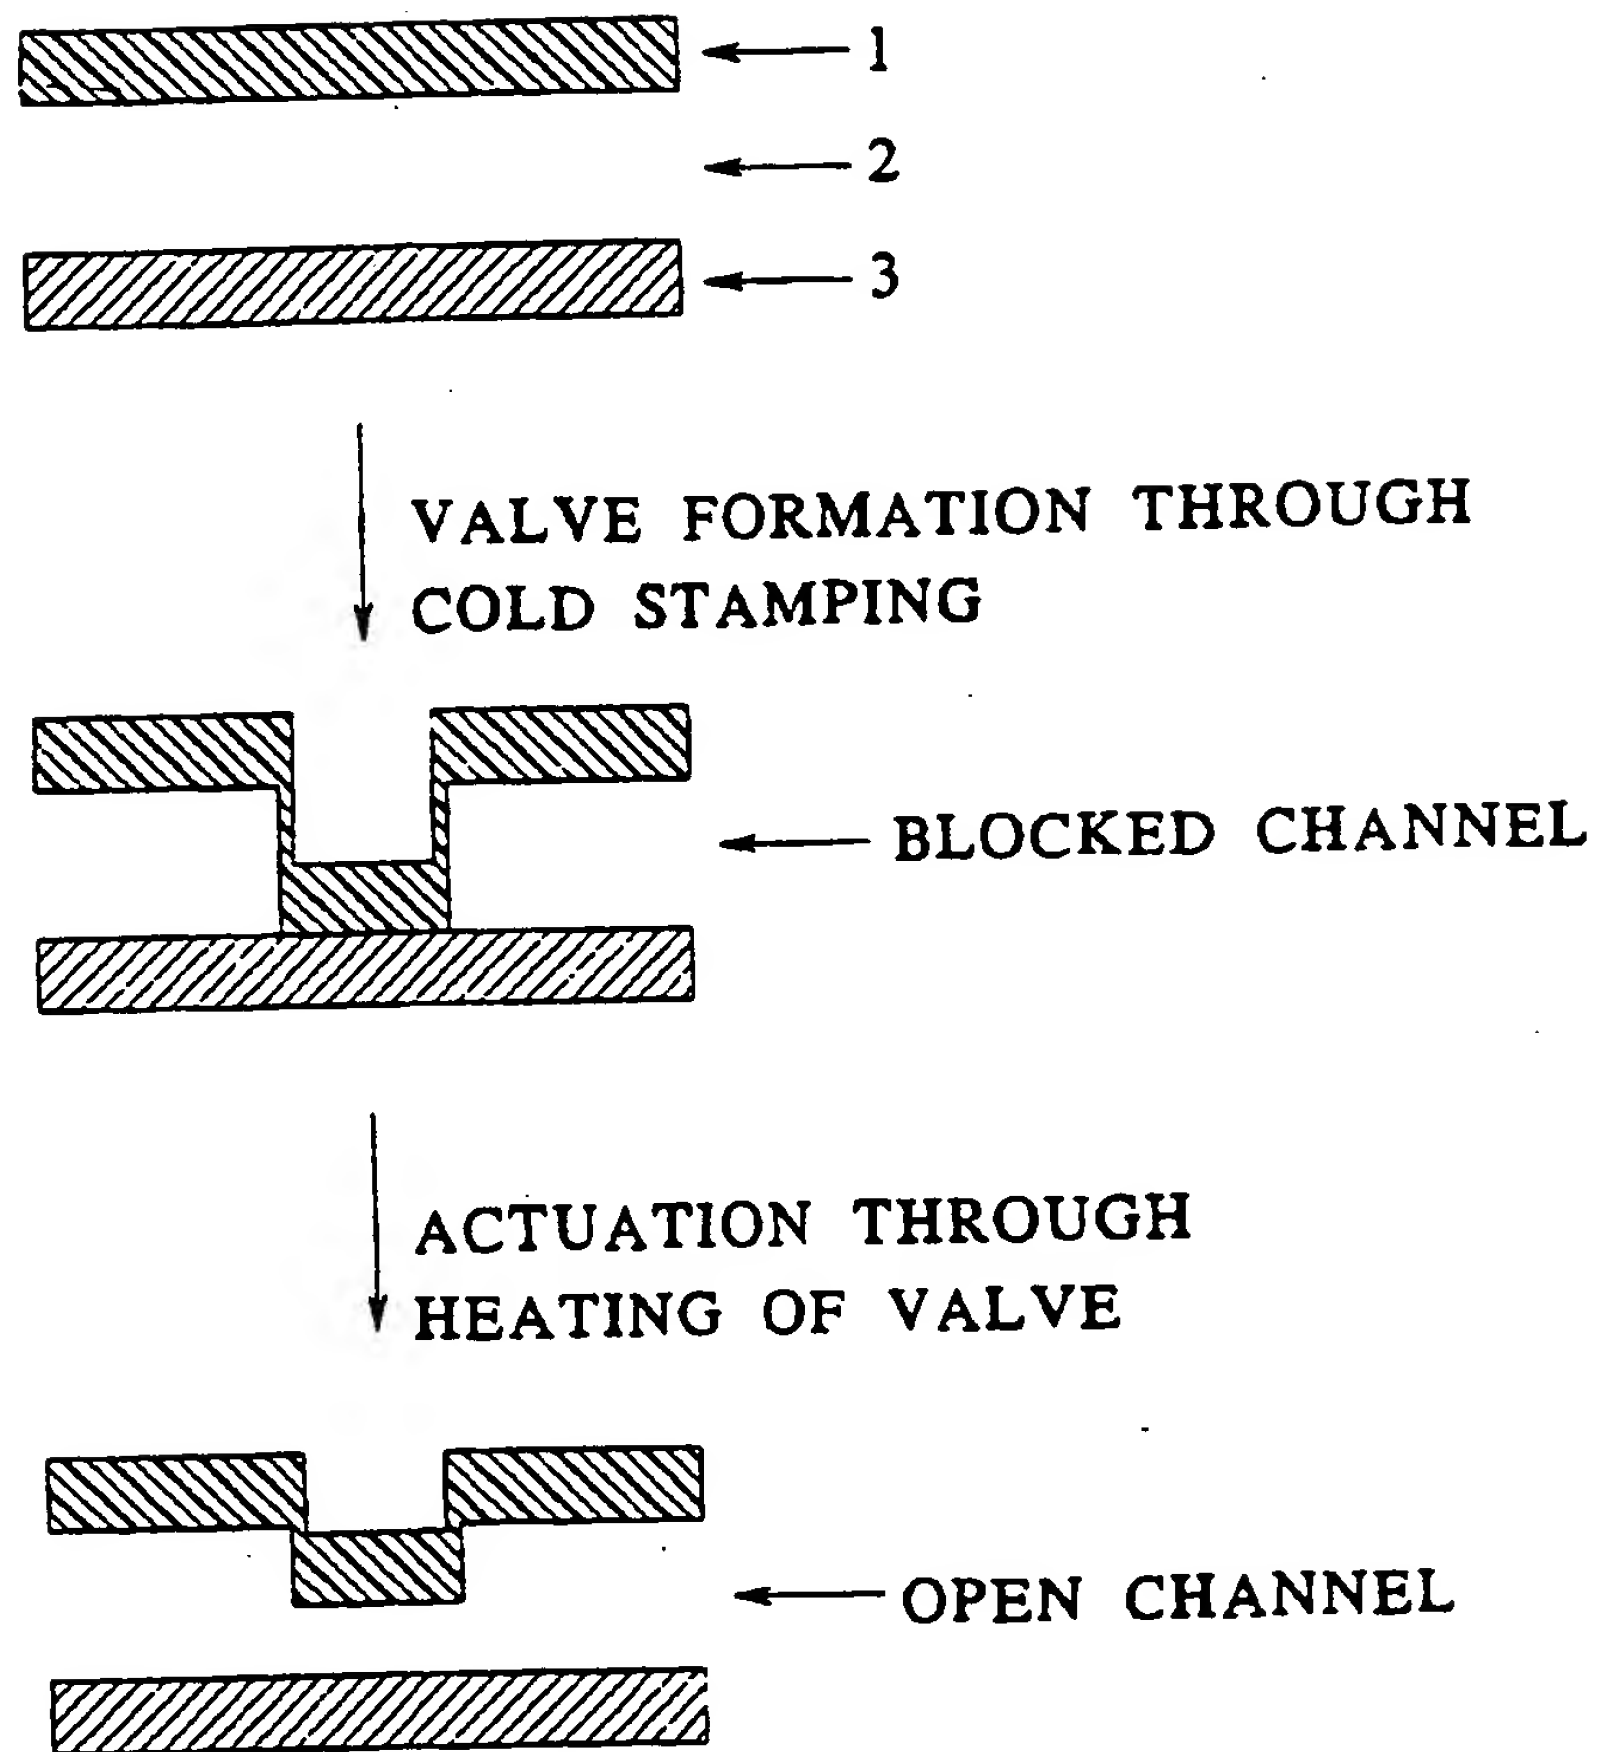 1
2
3
VALVE FORMATION THROUGH
COLD STAMPING
BLOCKED CHANNEL
ACTUATION THROUGH
HEATING OF VALVE
OPEN CHANNEL